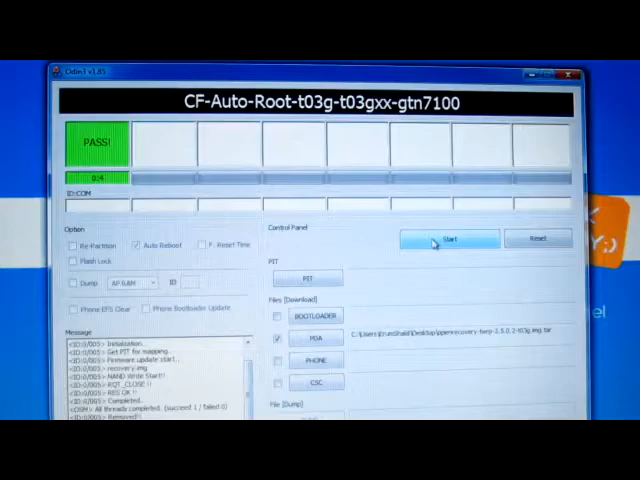 Odin3 v1.85
CF-Auto-Root-t03g-t03gxx-gtn7100
PASS!
0:4
ID:COM
Option
Re-Partition
Auto Reboot
F. Reset Time
Flash Lock
Dump
AP RAM
ID
Phone EFS Clear
Phone Bootloader Update
Control Panel
Start
Reset
PIT
PIT
Files [Download]
BOOTLOADER
PDA
PHONE
CSC
File [Dump]
Message
<ID:0/005> Initialzation..
<ID:0/005> Get PIT for mapping..
<ID:0/005> Firmware update start..
<ID:0/005> recovery.img
<ID:0/005> NAND Write Start!!
<ID:0/005> RQT_CLOSE !!
<ID:0/005> RES OK !!
<ID:0/005> Completed..
<OSM> All threads completed. (succeed 1 / failed 0)
<ID:0/005> Removed!!